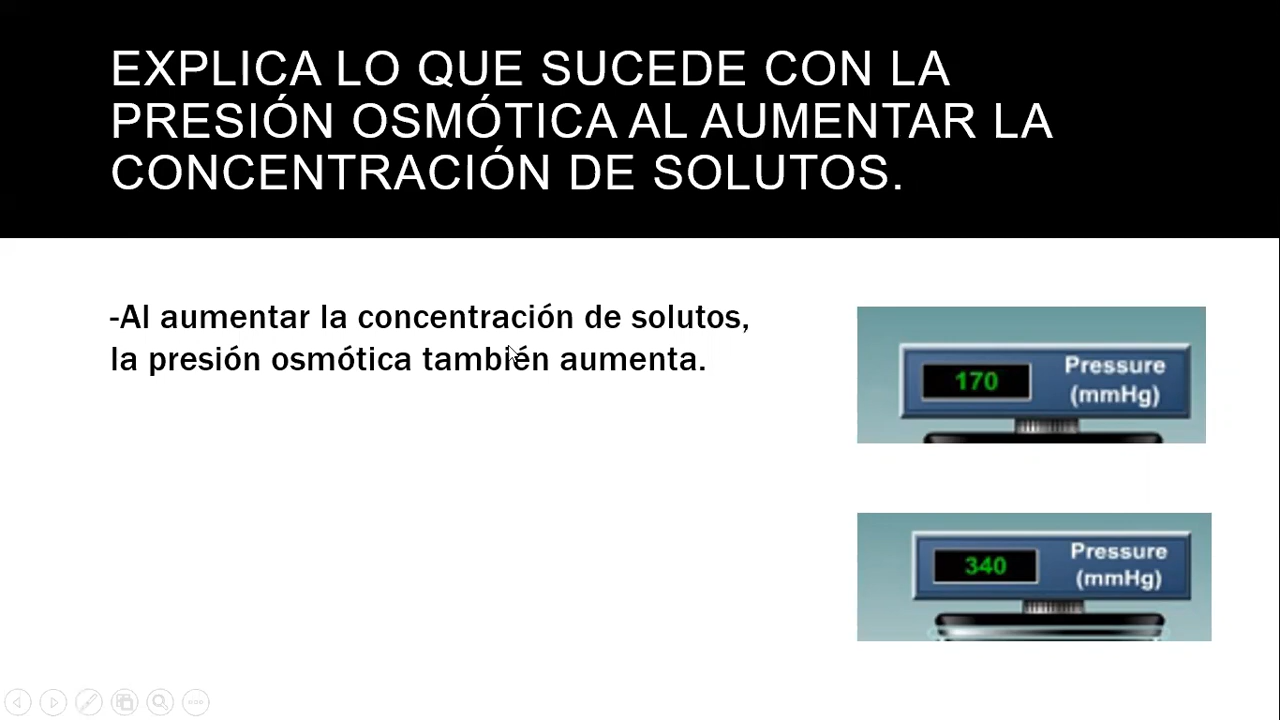 EXPLICA LO QUE SUCEDE CON LA
PRESIÓN OSMÓTICA AL AUMENTAR LA
CONCENTRACIÓN DE SOLUTOS.
-Al aumentar la concentración de solutos,
la presión osmótica también aumenta.
170 Pressure
(mmHg)
340 Pressure
(mmHg)